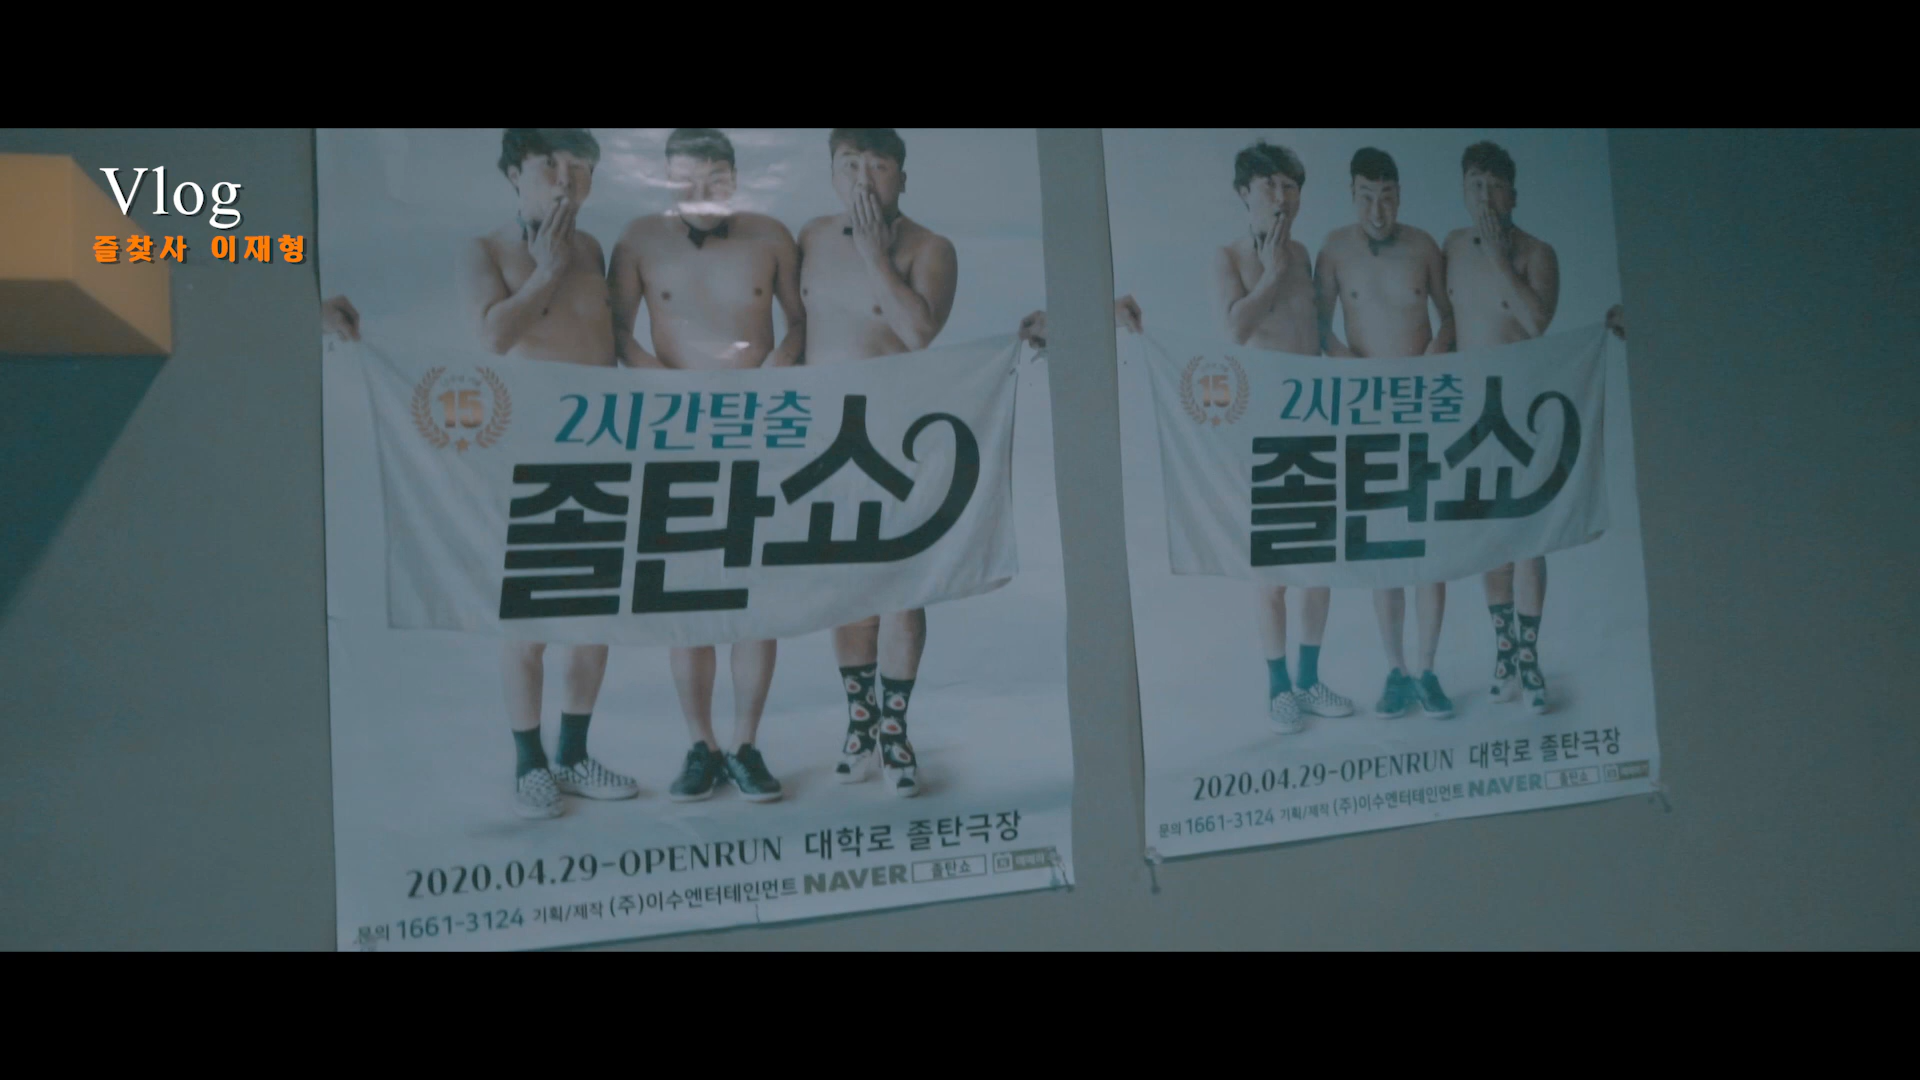 Vlog
즐찾사 이재형
15
2시간탈출
졸탄쇼
2020.04.29-OPENRUN 대학로 졸탄극장
문의 1661-3124 기획/제작 (주)이수엔터테인먼트 NAVER 졸탄쇼
15
2시간탈출
졸탄쇼
2020.04.29-OPENRUN 대학로 졸탄극장
문의 1661-3124 기획/제작 (주)이수엔터테인먼트 NAVER 졸탄쇼